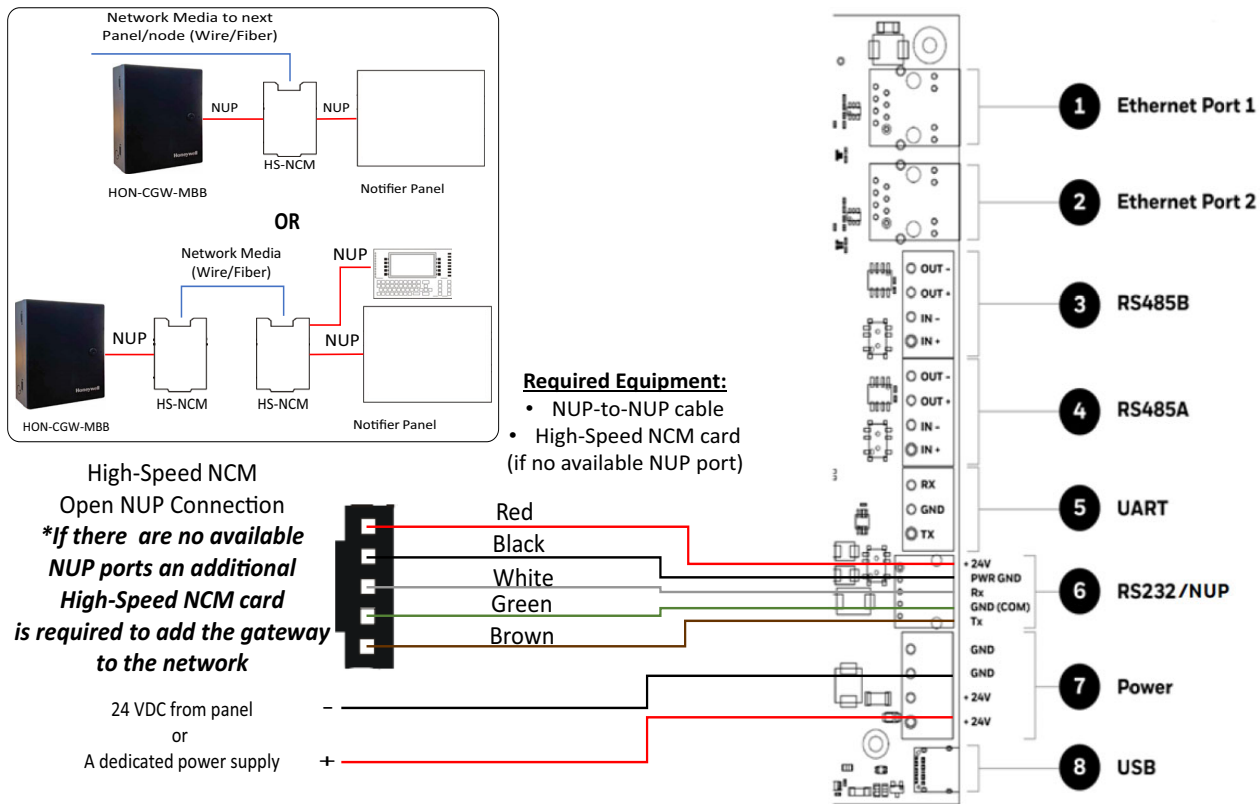 Network Media to next
Panel/node (Wire/Fiber)
NUP
NUP
Honeywell
HS-NCM
HON-CGW-MBB
Notifier Panel
OR
Network Media
(Wire/Fiber)
NUP
NUP
NUP
Honeywell
HS-NCM
HS-NCM
HON-CGW-MBB
Notifier Panel
Required Equipment:
• NUP-to-NUP cable
• High-Speed NCM card
(if no available NUP port)
High-Speed NCM
Open NUP Connection
*If there are no available
NUP ports an additional
High-Speed NCM card
is required to add the gateway
to the network
Red
Black
White
Green
Brown
24 VDC from panel
or
A dedicated power supply
-
+
1 Ethernet Port 1
2 Ethernet Port 2
OUT -
OUT +
IN -
IN +
3 RS485B
OUT -
OUT +
IN -
IN +
4 RS485A
RX
GND
TX
5 UART
+ 24V
PWR GND
Rx
GND (COM)
Tx
6 RS232/NUP
GND
GND
+ 24V
+ 24V
7 Power
8 USB